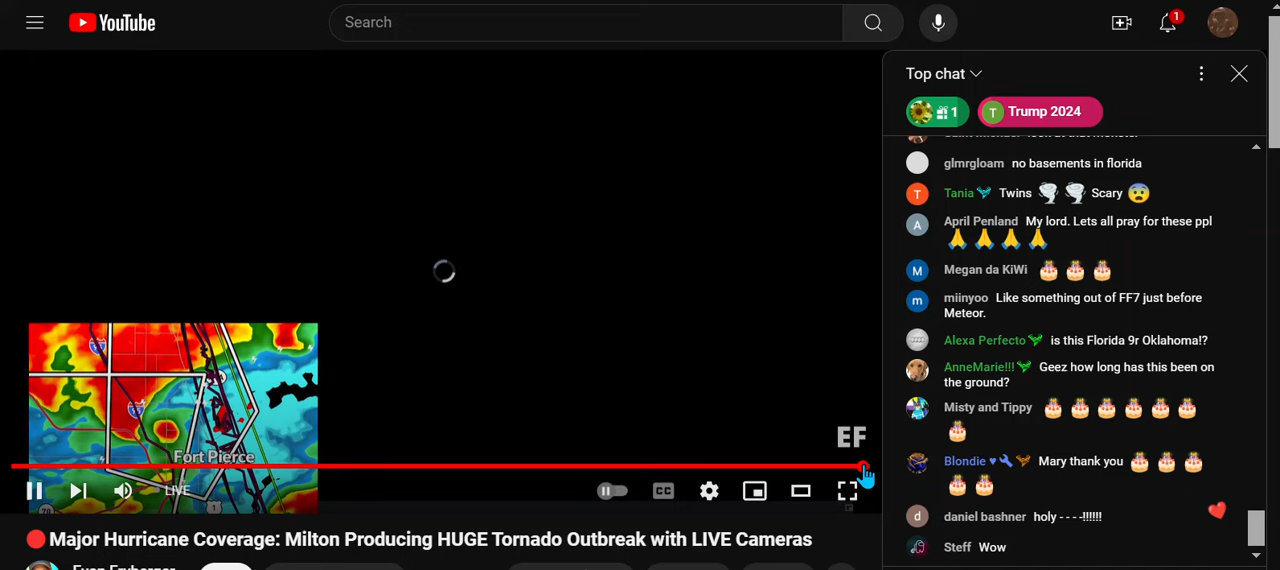 YouTube
Search
1
Top chat
1
T Trump 2024
glmrgloam no basements in florida
T Tania Twins Scary
A April Penland My lord. Lets all pray for these ppl
M Megan da KiWi
m miinyoo Like something out of FF7 just before
Meteor.
Alexa Perfecto is this Florida 9r Oklahoma!?
AnneMarie!!! Geez how long has this been on
the ground?
Misty and Tippy
Blondie Mary thank you
d daniel bashner holy - - - -!!!!!!
Steff Wow
EF
Fort Pierce
LIVE
CC
70
1
Major Hurricane Coverage: Milton Producing HUGE Tornado Outbreak with LIVE Cameras